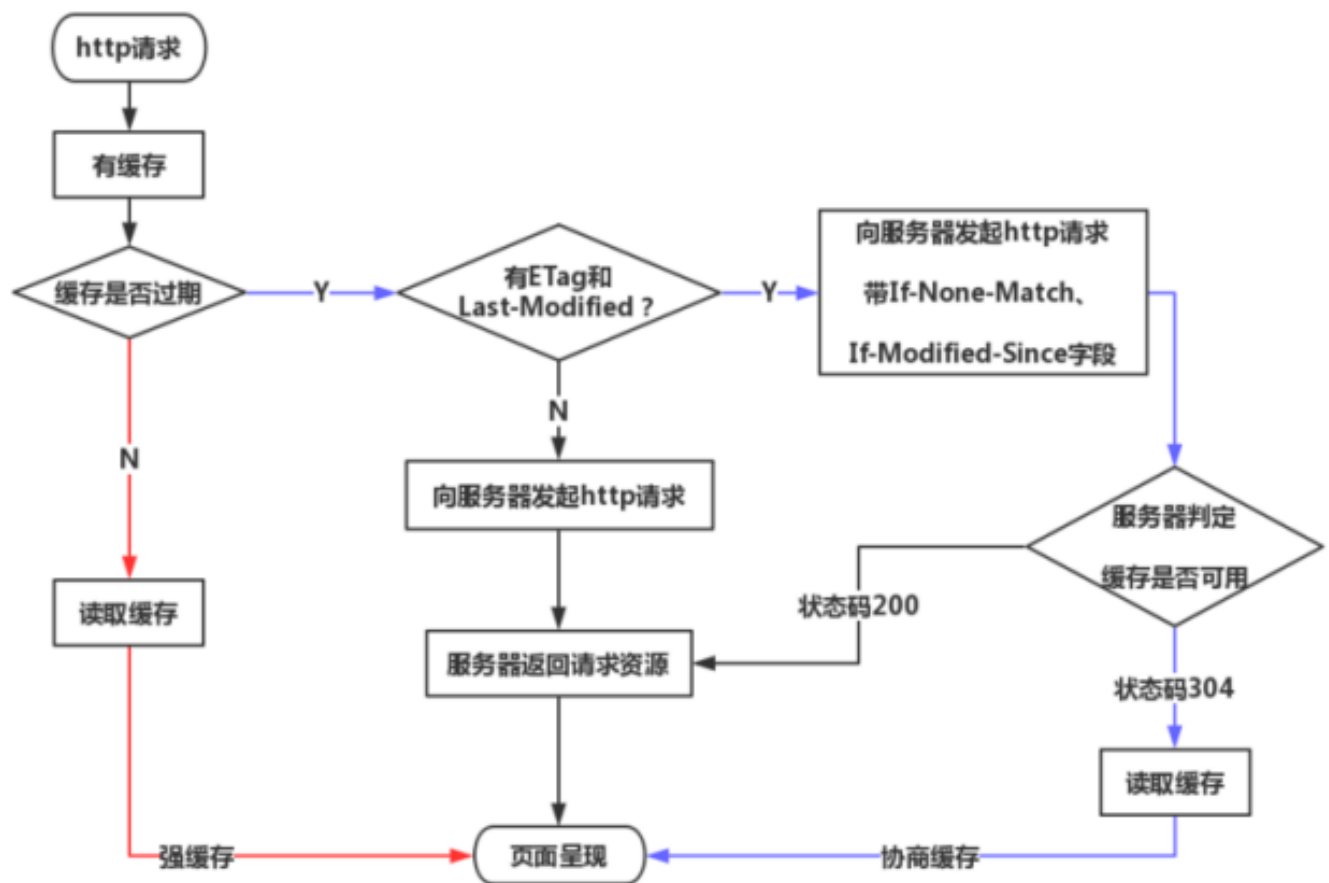 http请求
有缓存
缓存是否过期
Y
有ETag和
Last-Modified ?
Y
向服务器发起http请求
带If-None-Match、
If-Modified-Since字段
N
N
向服务器发起http请求
服务器判定
缓存是否可用
读取缓存
状态码200
服务器返回请求资源
状态码304
读取缓存
强缓存
页面呈现
协商缓存